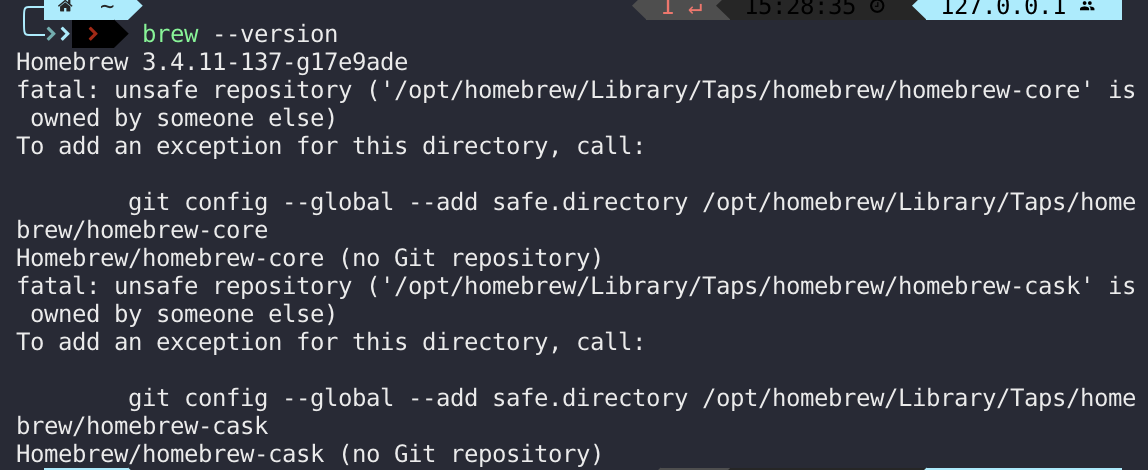 ~ 1 ↵ 15:28:35 127.0.0.1
brew --version
Homebrew 3.4.11-137-g17e9ade
fatal: unsafe repository ('/opt/homebrew/Library/Taps/homebrew/homebrew-core' is
owned by someone else)
To add an exception for this directory, call:
git config --global --add safe.directory /opt/homebrew/Library/Taps/home
brew/homebrew-core
Homebrew/homebrew-core (no Git repository)
fatal: unsafe repository ('/opt/homebrew/Library/Taps/homebrew/homebrew-cask' is
owned by someone else)
To add an exception for this directory, call:
git config --global --add safe.directory /opt/homebrew/Library/Taps/home
brew/homebrew-cask
Homebrew/homebrew-cask (no Git repository)